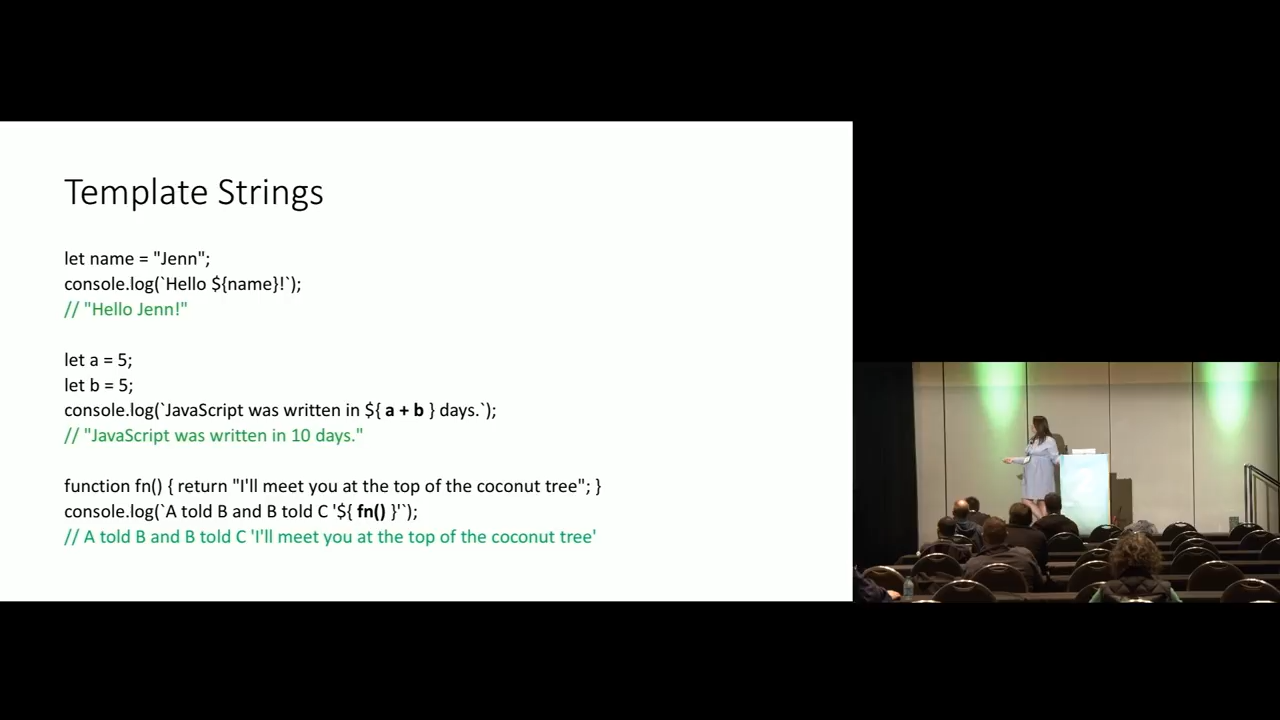 Template Strings
let name = "Jenn";
console.log(`Hello ${name}!`);
// "Hello Jenn!"
let a = 5;
let b = 5;
console.log(`JavaScript was written in ${ a + b } days.`);
// "JavaScript was written in 10 days."
function fn() { return "I'll meet you at the top of the coconut tree"; }
console.log(`A told B and B told C '${ fn() }'`);
// A told B and B told C 'I'll meet you at the top of the coconut tree'